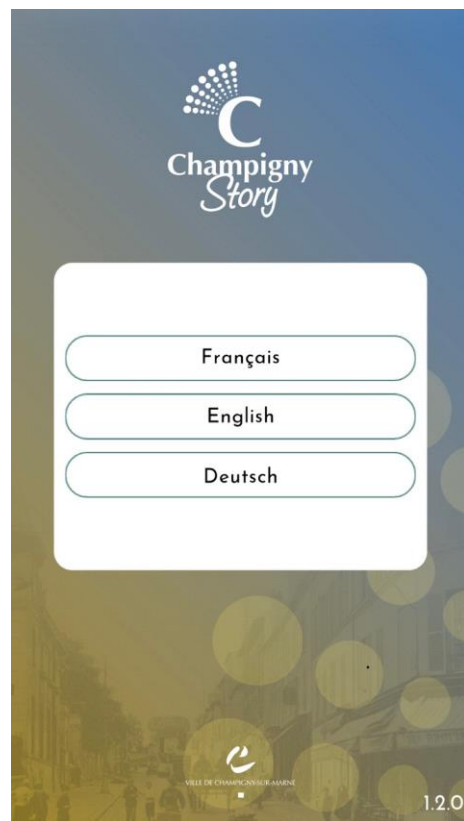 C
Champigny
Story
Français
English
Deutsch
VILLE DE CHAMPIGNY-SUR-MARNE
1.2.0